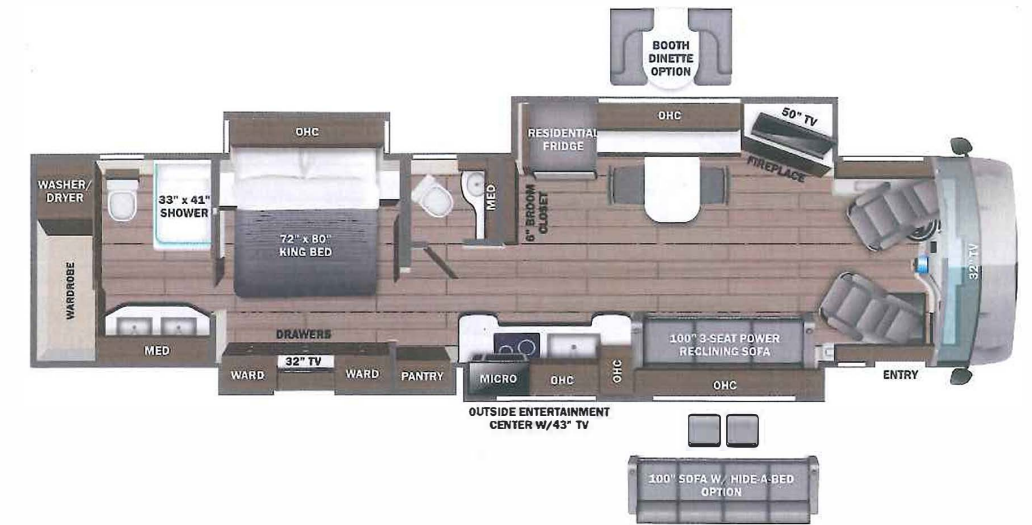 BOOTH
DINETTE
OPTION
OHC
OHC
50" TV
RESIDENTIAL
FRIDGE
FIREPLACE
WASHER/
DRYER
33" x 41"
SHOWER
MED
6" BROOM
CLOSET
72" x 80"
KING BED
WARDROBE
32" TV
DRAWERS
100" 3-SEAT POWER
RECLINING SOFA
MED
32" TV
WARD
WARD
PANTRY
MICRO
OHC
OHC
OHC
ENTRY
OUTSIDE ENTERTAINMENT
CENTER W/43" TV
100" SOFA W/ HIDE-A-BED
OPTION